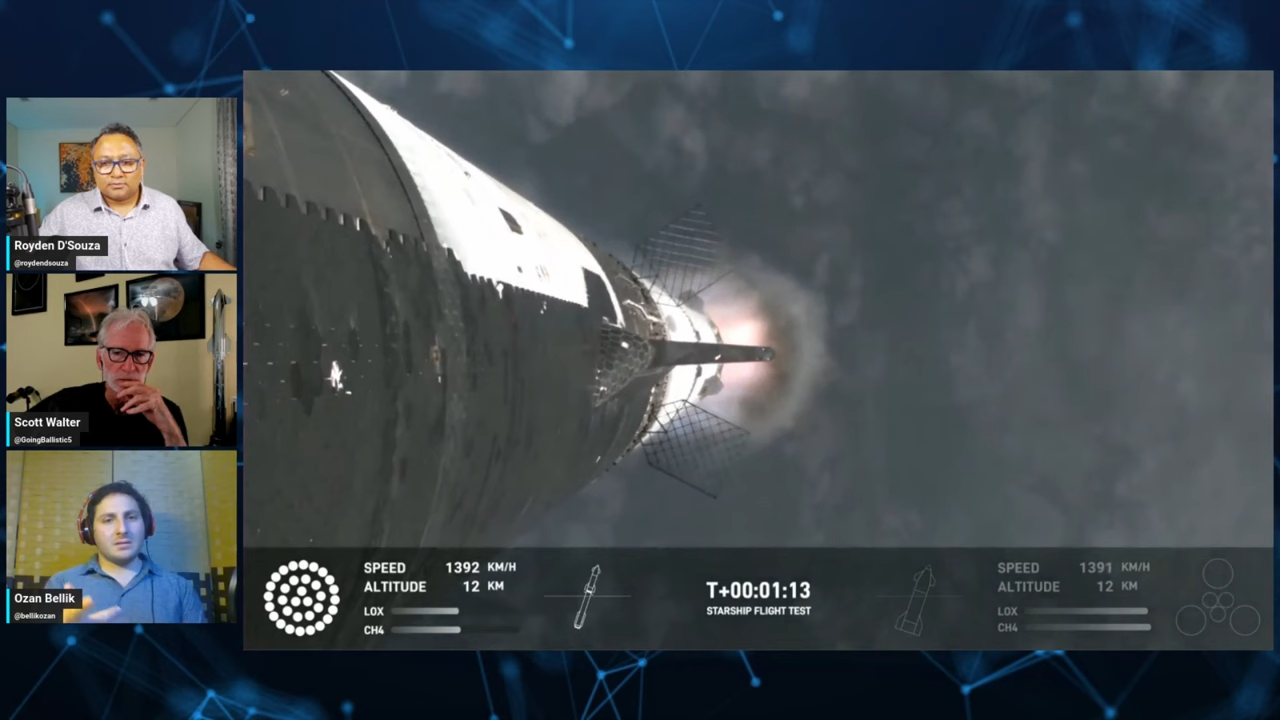 Royden D'Souza
@roydendsouza
Scott Walter
@GoingBallistic5
Ozan Bellik
@bellikozan
SPEED 1392 KM/H
ALTITUDE 12 KM
LOX
CH4
T+00:01:13
STARSHIP FLIGHT TEST
SPEED 1391 KM/H
ALTITUDE 12 KM
LOX
CH4